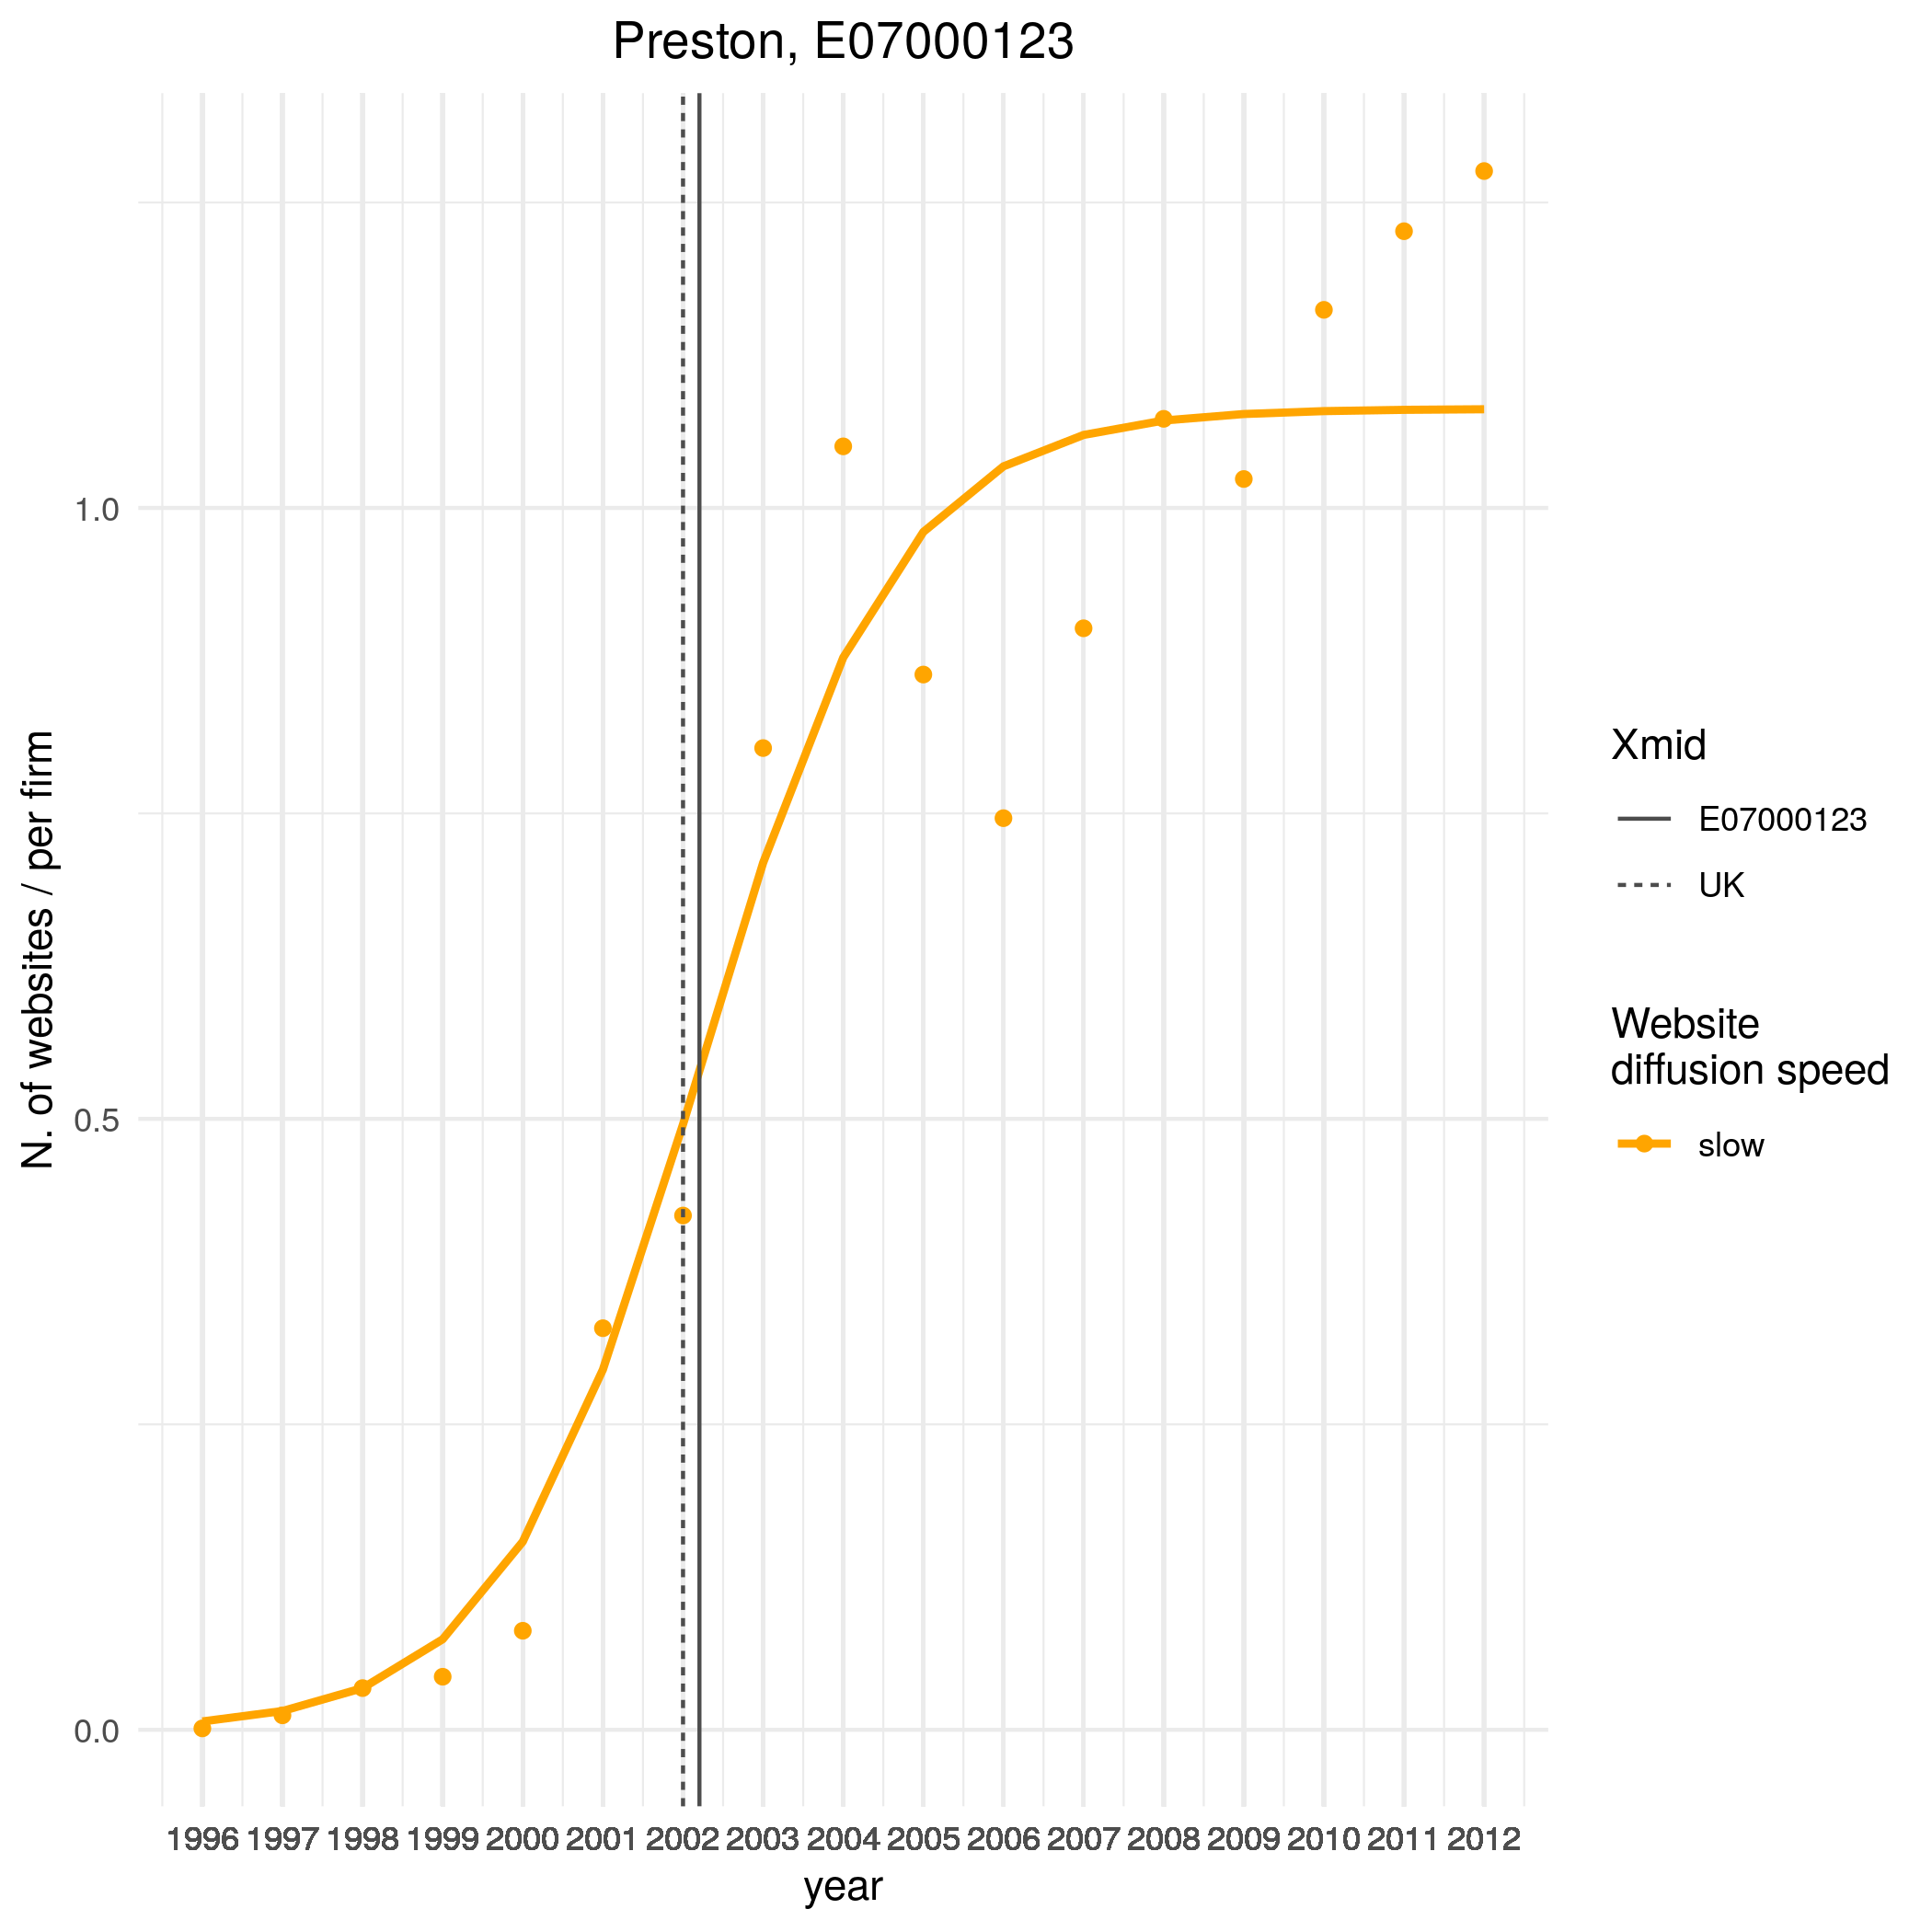 Preston, E07000123
N. of websites / per firm
1.0
0.5
0.0
1996 1997 1998 1999 2000 2001 2002 2003 2004 2005 2006 2007 2008 2009 2010 2011 2012
year
Xmid
E07000123
UK
Website
diffusion speed
slow